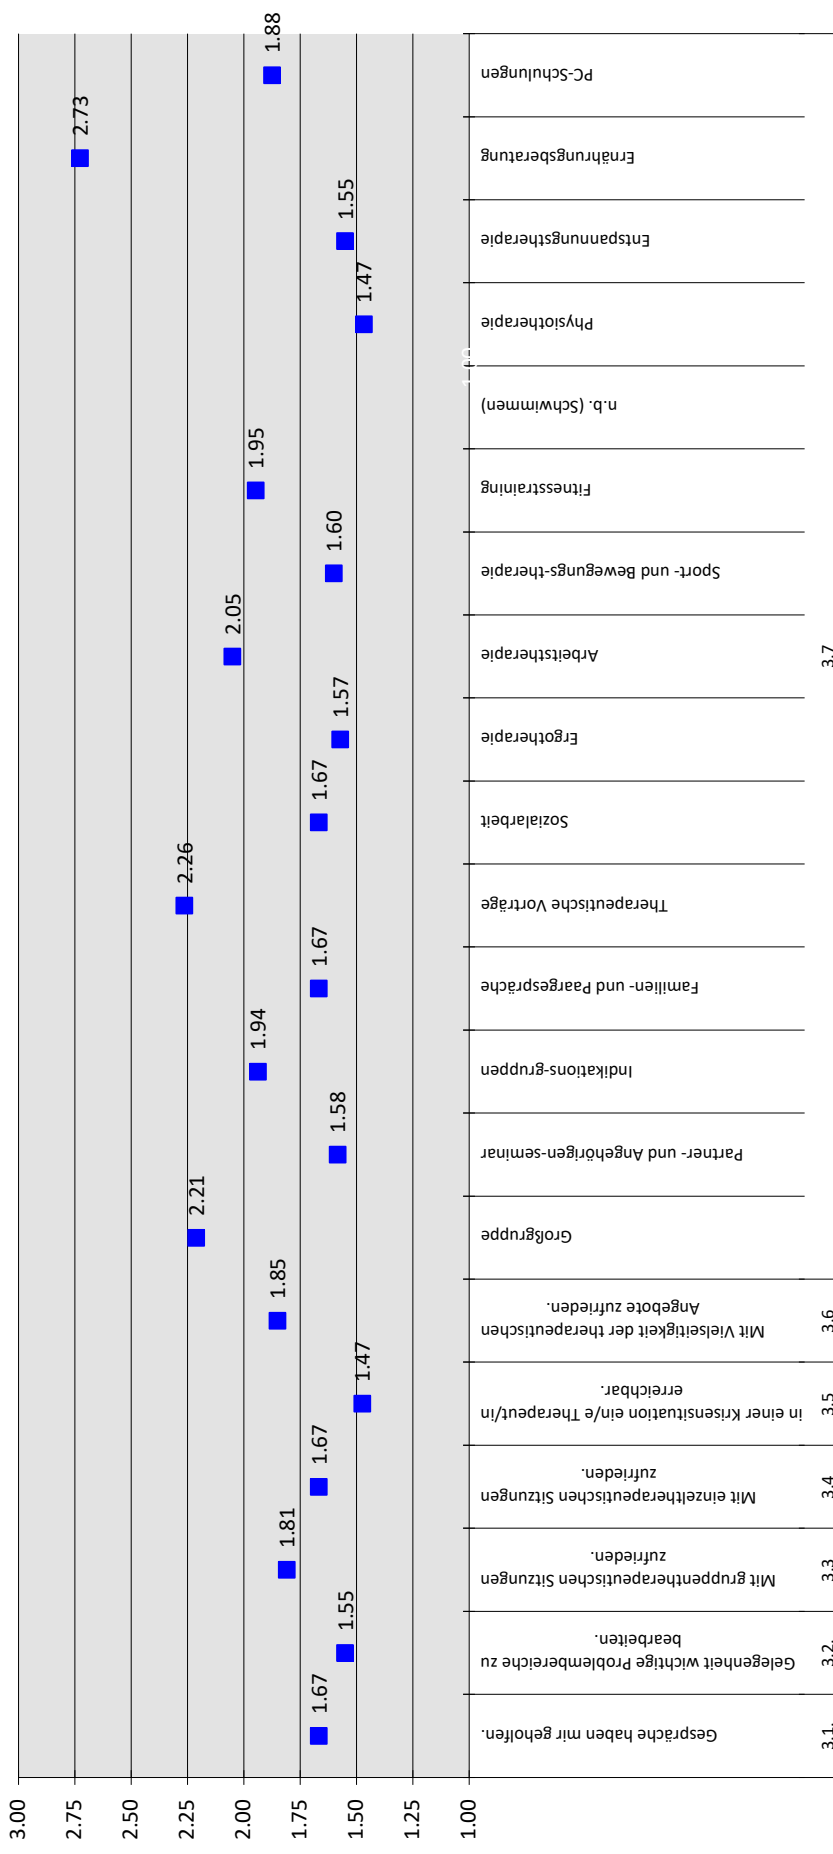 3.00
2.75
2.50
2.25
2.00
1.75
1.50
1.25
1.00
1.67
1.55
1.81
1.67
1.47
1.85
2.21
1.58
1.94
1.67
2.26
1.67
1.57
2.05
1.60
1.95
1.00
1.47
1.55
2.73
1.88
Gespräche haben mir geholfen.
Gelegenheit wichtige Problembereiche zu
bearbeiten.
Mit gruppentherapeutischen Sitzungen
zufrieden.
Mit einzeltherapeutischen Sitzungen
zufrieden.
in einer Krisensituation ein/e Therapeut/in
erreichbar.
Mit Vielseitigkeit der therapeutischen
Angebote zufrieden.
Großgruppe
Partner- und Angehörigen-seminar
Indikations-gruppen
Familien- und Paargespräche
Therapeutische Vorträge
Sozialarbeit
Ergotherapie
Arbeitstherapie
Sport- und Bewegungs-therapie
Fitnesstraining
n.b. (Schwimmen)
Physiotherapie
Entspannungstherapie
Ernährungsberatung
PC-Schulungen
3.1.
3.2.
3.3
3.4
3.5
3.6
3.7